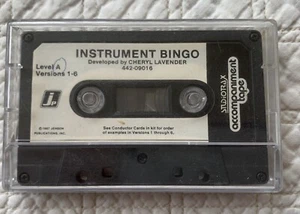 INSTRUMENT BINGO
Developed by CHERYL LAVENDER
442-09016
Level A
Versions 1-6
STUDIOTRAX
accompaniment
tape
See Conductor Cards in kit for order
of examples in Versions 1 through 6.